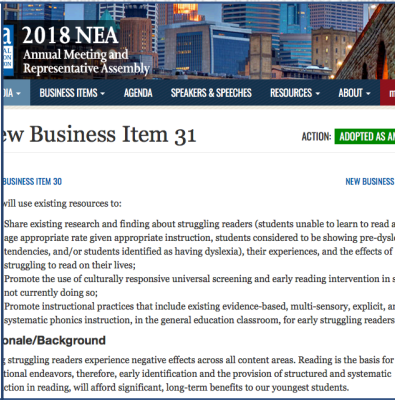 2018 NEA
Annual Meeting and
Representative Assembly
BUSINESS ITEMS AGENDA SPEAKERS & SPEECHES RESOURCES ABOUT
New Business Item 31 ACTION: ADOPTED AS
BUSINESS ITEM 30 NEW BUSINESS
will use existing resources to:
Share existing research and finding about struggling readers (students unable to learn to read a
age appropriate rate given appropriate instruction, students considered to be showing pre-dysl
tendencies, and/or students identified as having dyslexia), their experiences, and the effects of
struggling to read on their lives;
Promote the use of culturally responsive universal screening and early reading intervention in s
not currently doing so;
Promote instructional practices that include existing evidence-based, multi-sensory, explicit, a
systematic phonics instruction, in the general education classroom, for early struggling readers
onale/Background
struggling readers experience negative effects across all content areas. Reading is the basis for
tional endeavors, therefore, early identification and the provision of structured and systematic
ction in reading, will afford significant, long-term benefits to our youngest students.